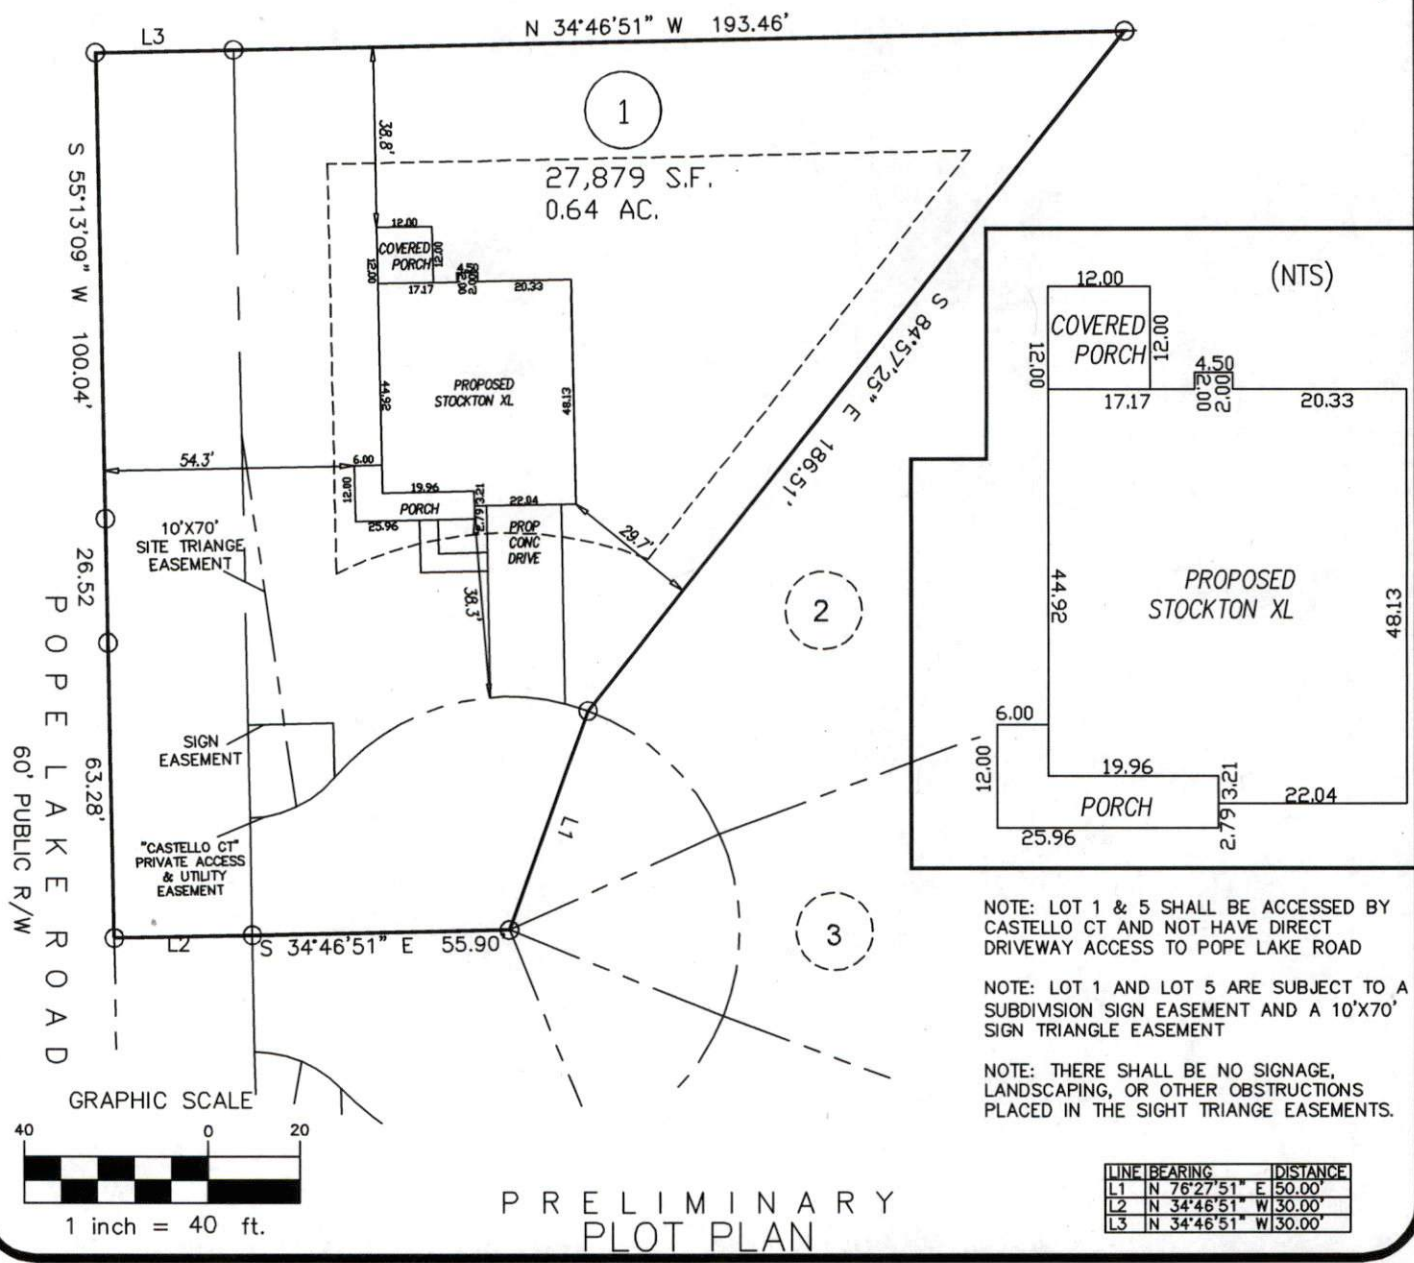 L3
N 34°46'51" W 193.46'
1
27,879 S.F.
0.64 AC.
38.8'
S 55°13'09" W 100.04'
12.00
COVERED
PORCH
12.00
12.00
17.17
4.50
2.00
2.00
20.33
44.92
PROPOSED
STOCKTON XL
48.13
S 84°57'25" E 186.51'
54.3'
6.00
12.00
19.96
PORCH
25.96
3.21
2.79
22.04
PROP
CONC
DRIVE
29.7'
38.3'
10'X70'
SITE TRIANGE
EASEMENT
26.52
2
SIGN
EASEMENT
63.28'
"CASTELLO CT"
PRIVATE ACCESS
& UTILITY
EASEMENT
POPE LAKE ROAD
60' PUBLIC R/W
L1
L2
S 34°46'51" E 55.90'
3
(NTS)
12.00
COVERED
PORCH
12.00
12.00
17.17
4.50
2.00
2.00
20.33
44.92
PROPOSED
STOCKTON XL
48.13
6.00
12.00
19.96
PORCH
25.96
3.21
2.79
22.04
NOTE: LOT 1 & 5 SHALL BE ACCESSED BY
CASTELLO CT AND NOT HAVE DIRECT
DRIVEWAY ACCESS TO POPE LAKE ROAD
NOTE: LOT 1 AND LOT 5 ARE SUBJECT TO A
SUBDIVISION SIGN EASEMENT AND A 10'X70'
SIGN TRIANGLE EASEMENT
NOTE: THERE SHALL BE NO SIGNAGE,
LANDSCAPING, OR OTHER OBSTRUCTIONS
PLACED IN THE SIGHT TRIANGE EASEMENTS.
GRAPHIC SCALE
40 0 20
1 inch = 40 ft.
PRELIMINARY
PLOT PLAN
LINE BEARING DISTANCE
L1 N 76°27'51" E 50.00'
L2 N 34°46'51" W 30.00'
L3 N 34°46'51" W 30.00'